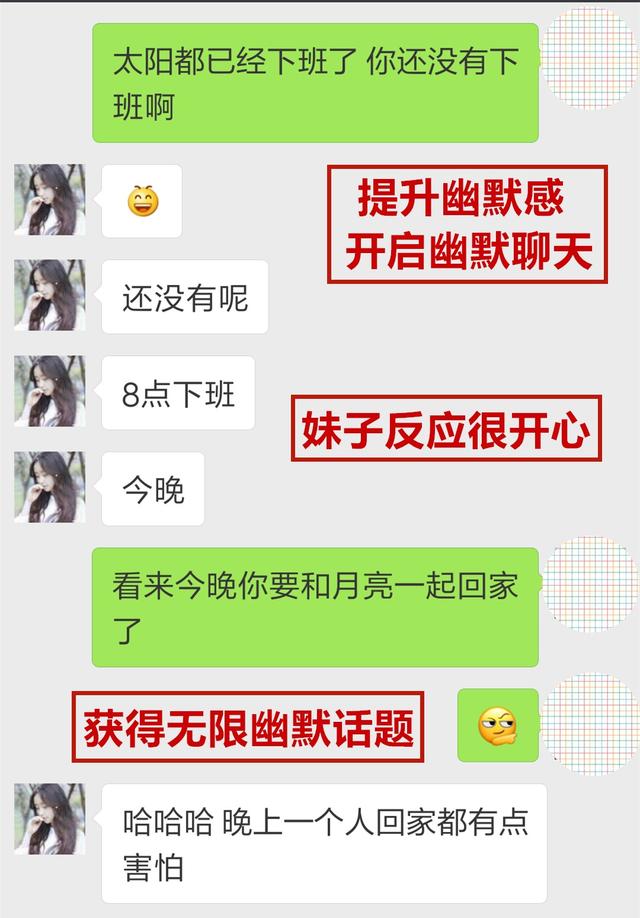 太阳都已经下班了 你还没有下
班啊
提升幽默感
开启幽默聊天
还没有呢
8点下班
妹子反应很开心
今晚
看来今晚你要和月亮一起回家
了
获得无限幽默话题
哈哈哈 晚上一个人回家都有点
害怕